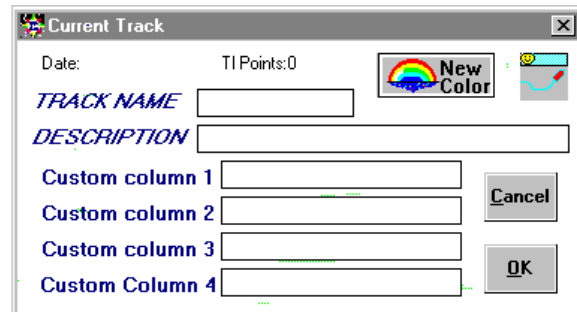 Current Track
Date: TI Points:0
New Color
TRACK NAME
DESCRIPTION
Custom column 1
Custom column 2
Custom column 3
Custom Column 4
Cancel
OK